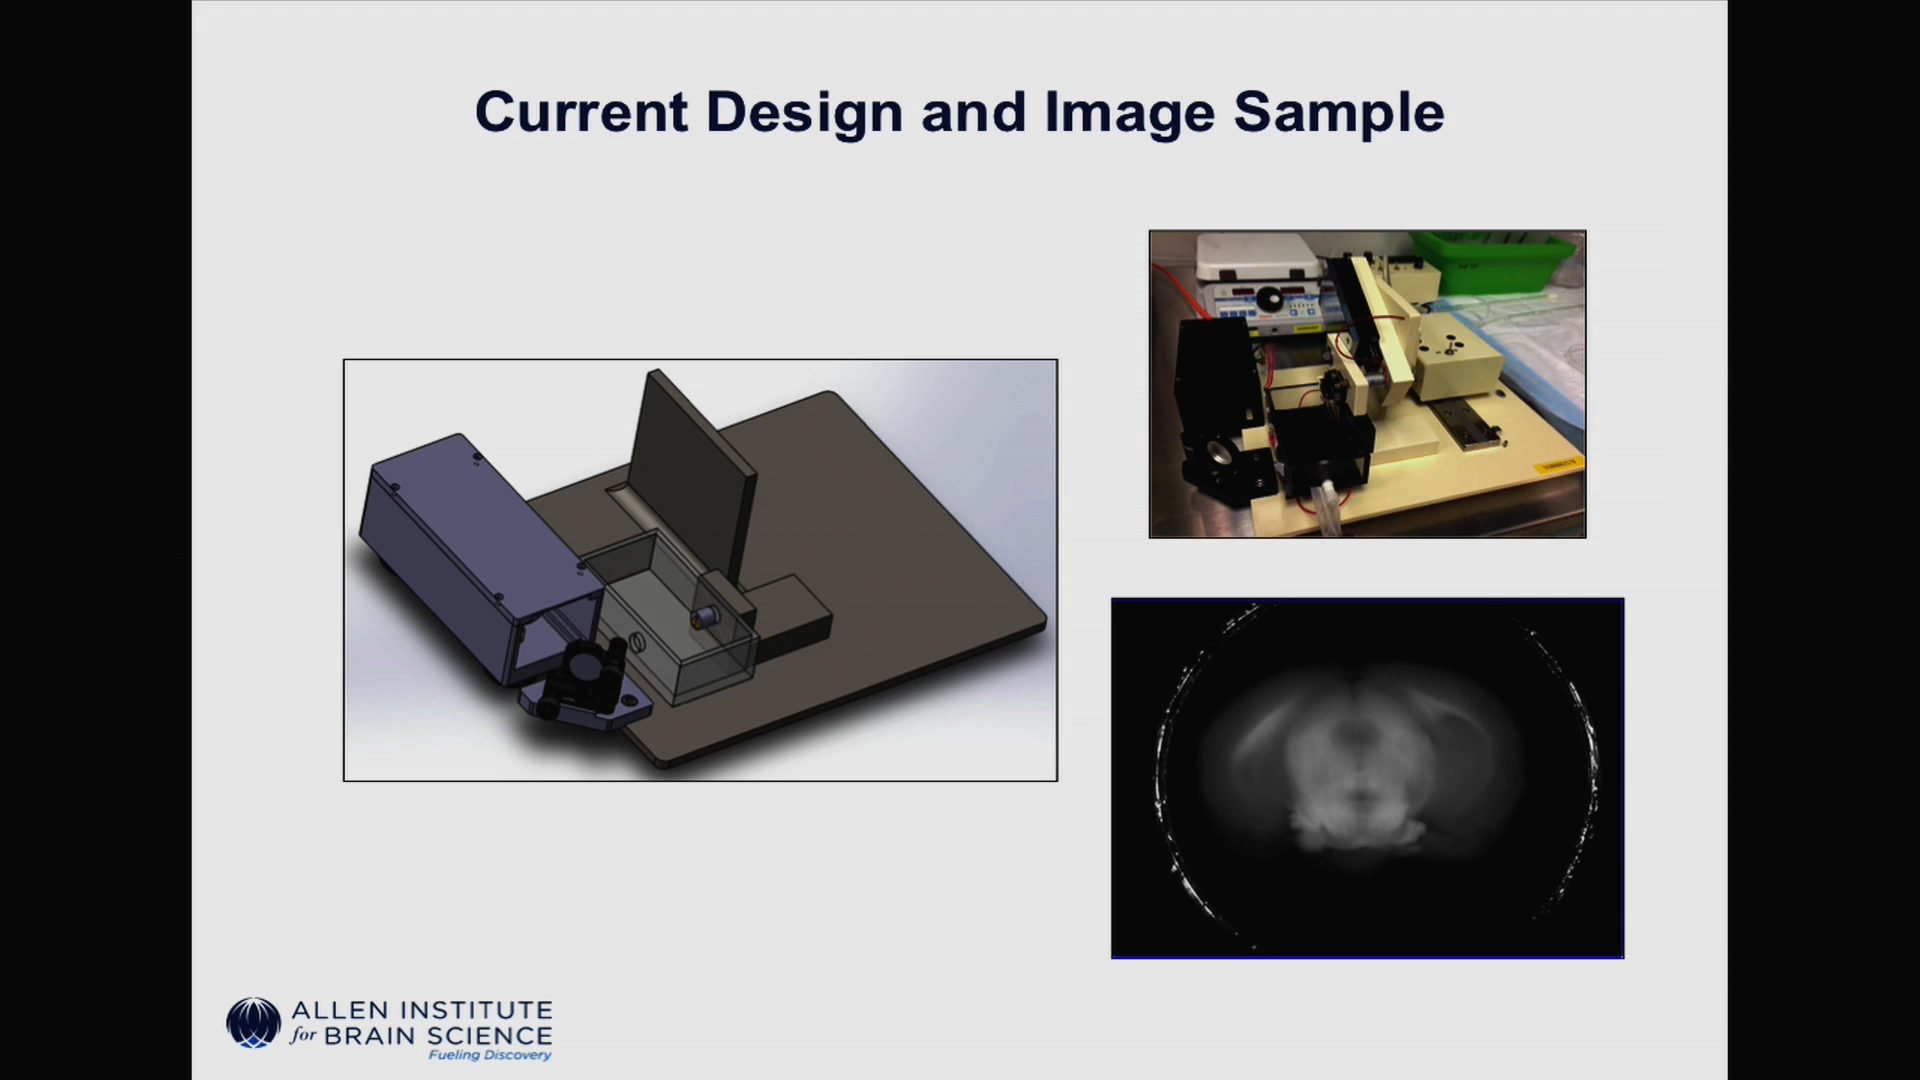 Current Design and Image Sample
ALLEN INSTITUTE
for BRAIN SCIENCE
Fueling Discovery